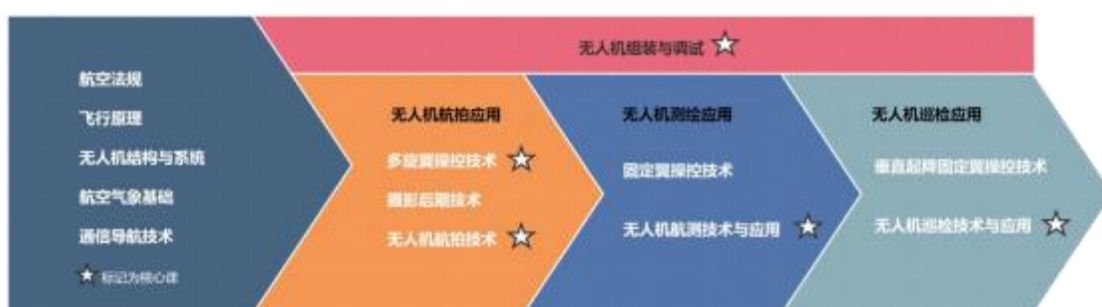 无人机组装与调试
航空法规
飞行原理
无人机结构与系统
航空气象基础
通信导航技术
标记为核心课
无人机航拍应用
多旋翼操控技术
摄影后期技术
无人机航拍技术
无人机测绘应用
固定翼操控技术
无人机航测技术与应用
无人机巡检应用
垂直起降固定翼操控技术
无人机巡检技术与应用